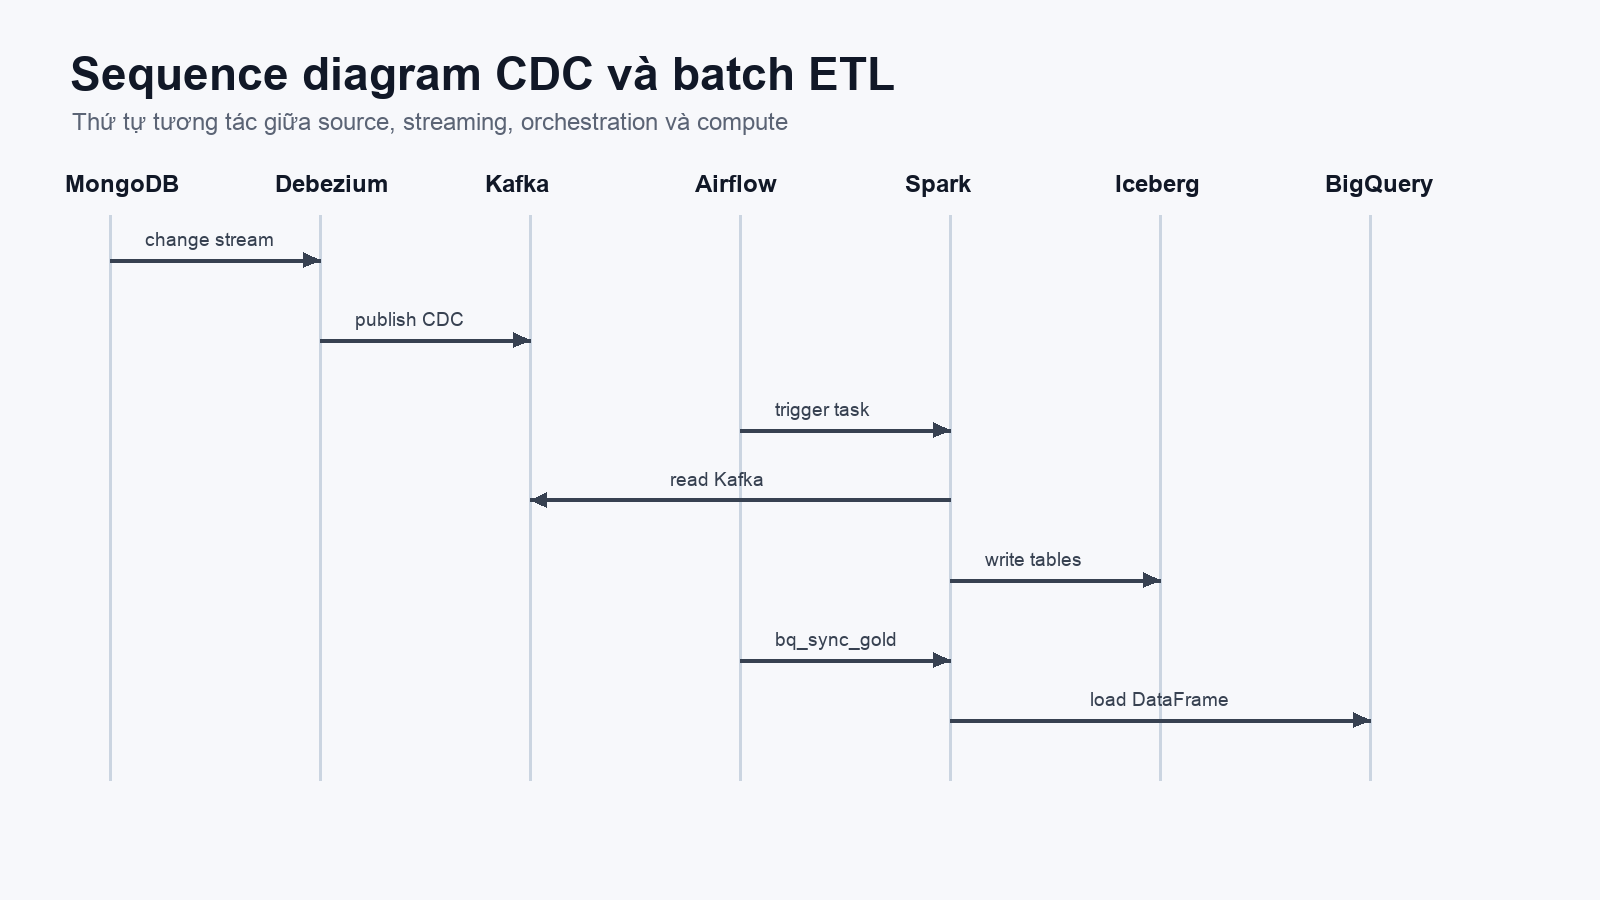 Sequence diagram CDC và batch ETL
Thứ tự tương tác giữa source, streaming, orchestration và compute
MongoDB Debezium Kafka Airflow Spark Iceberg BigQuery
change stream
publish CDC
trigger task
read Kafka
write tables
bq_sync_gold
load DataFrame